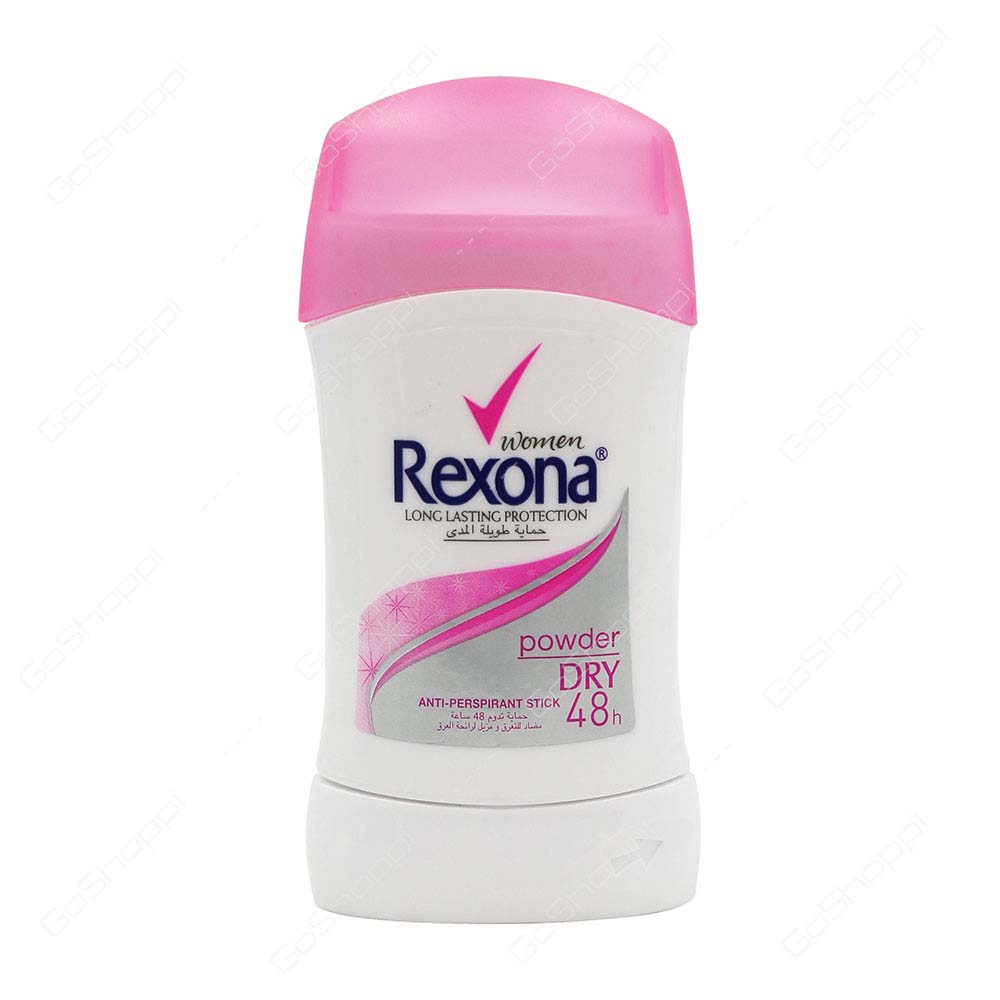 Women
Rexona®
LONG LASTING PROTECTION
حماية طويلة المدى
powder
DRY
48h
ANTI-PERSPIRANT STICK
حماية تدوم 48 ساعة
مضاد للتعرق و مزيل لرائحة العرق
GoShoppi